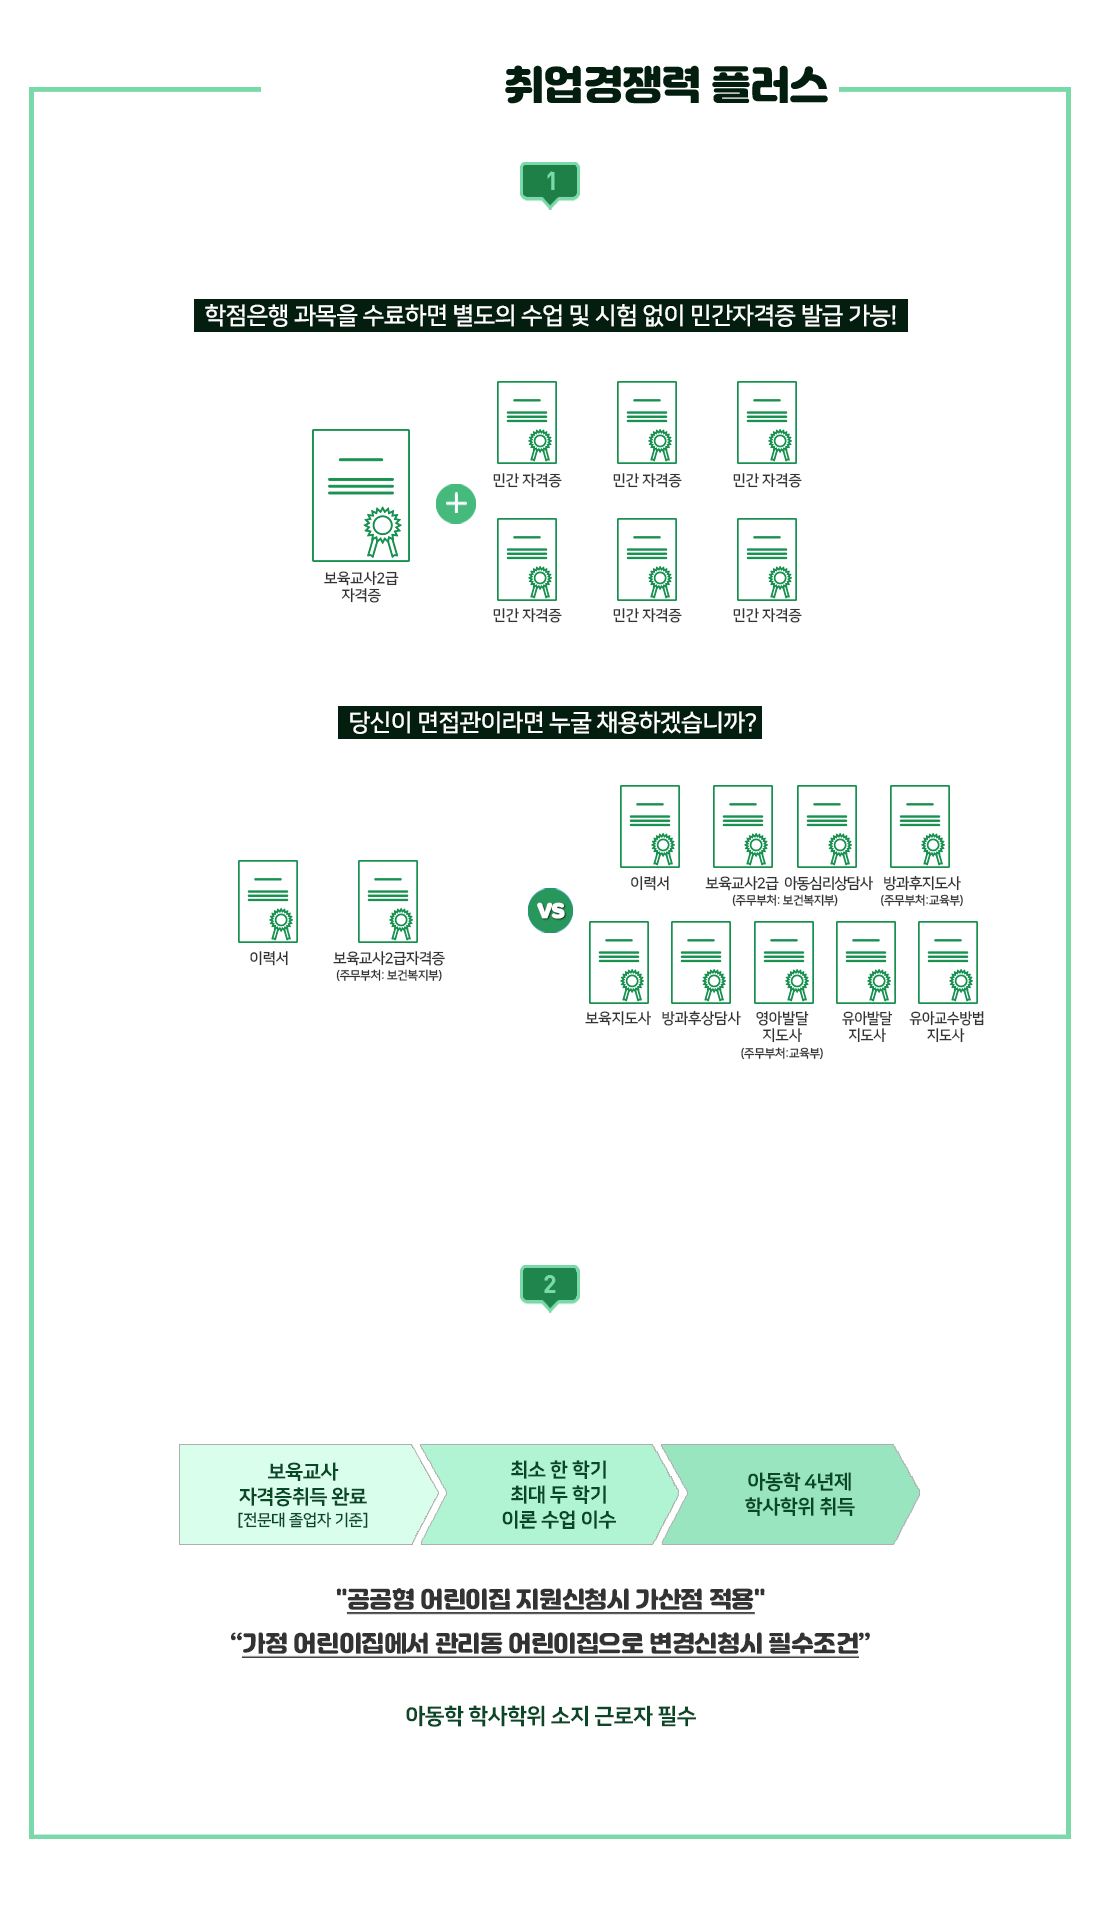 취업경쟁력 플러스
1
학점은행 과목을 수료하면 별도의 수업 및 시험 없이 민간자격증 발급 가능!
민간 자격증 민간 자격증 민간 자격증
보육교사2급
자격증
민간 자격증 민간 자격증 민간 자격증
당신이 면접관이라면 누굴 채용하겠습니까?
이력서 보육교사2급자격증
(주무부처: 보건복지부)
VS
이력서 보육교사2급 아동심리상담사 방과후지도사
(주무부처: 보건복지부) (주무부처:교육부)
보육지도사 방과후상담사 영아발달 유아발달 유아교수방법
지도사 지도사 지도사
(주무부처:교육부)
2
보육교사
자격증취득 완료
[전문대 졸업자 기준]
최소 한 학기
최대 두 학기
이론 수업 이수
아동학 4년제
학사학위 취득
"공공형 어린이집 지원신청시 가산점 적용"
“가정 어린이집에서 관리동 어린이집으로 변경신청시 필수조건”
아동학 학사학위 소지 근로자 필수